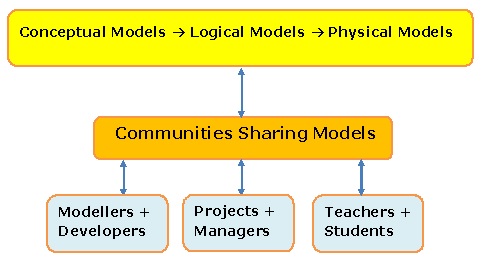 Conceptual Models → Logical Models → Physical Models
Communities Sharing Models
Modellers +
Developers
Projects +
Managers
Teachers +
Students